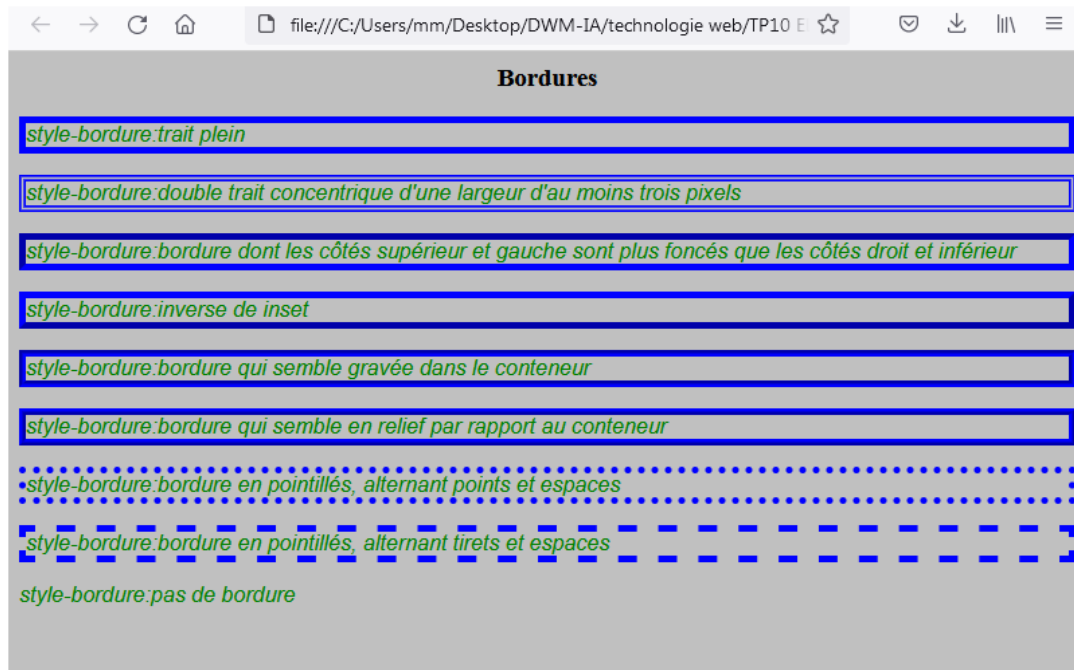 file:///C:/Users/mm/Desktop/DWM-IA/technologie web/TP10 E
Bordures
style-bordure:trait plein
style-bordure:double trait concentrique d'une largeur d'au moins trois pixels
style-bordure:bordure dont les côtés supérieur et gauche sont plus foncés que les côtés droit et inférieur
style-bordure:inverse de inset
style-bordure:bordure qui semble gravée dans le conteneur
style-bordure:bordure qui semble en relief par rapport au conteneur
style-bordure:bordure en pointillés, alternant points et espaces
style-bordure:bordure en pointillés, alternant tirets et espaces
style-bordure:pas de bordure